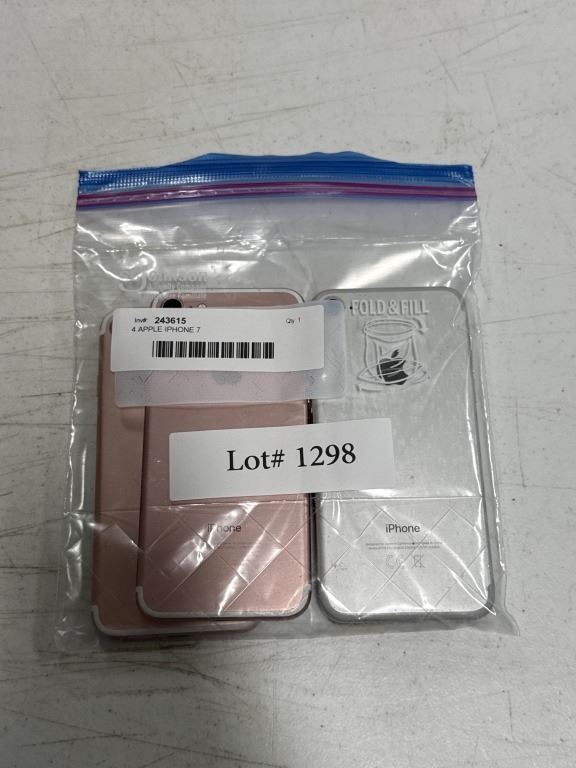 FOLD & FILL
Inv#: 243615 Qty: 1
4 APPLE IPHONE 7
Lot# 1298
iPhone
iPhone